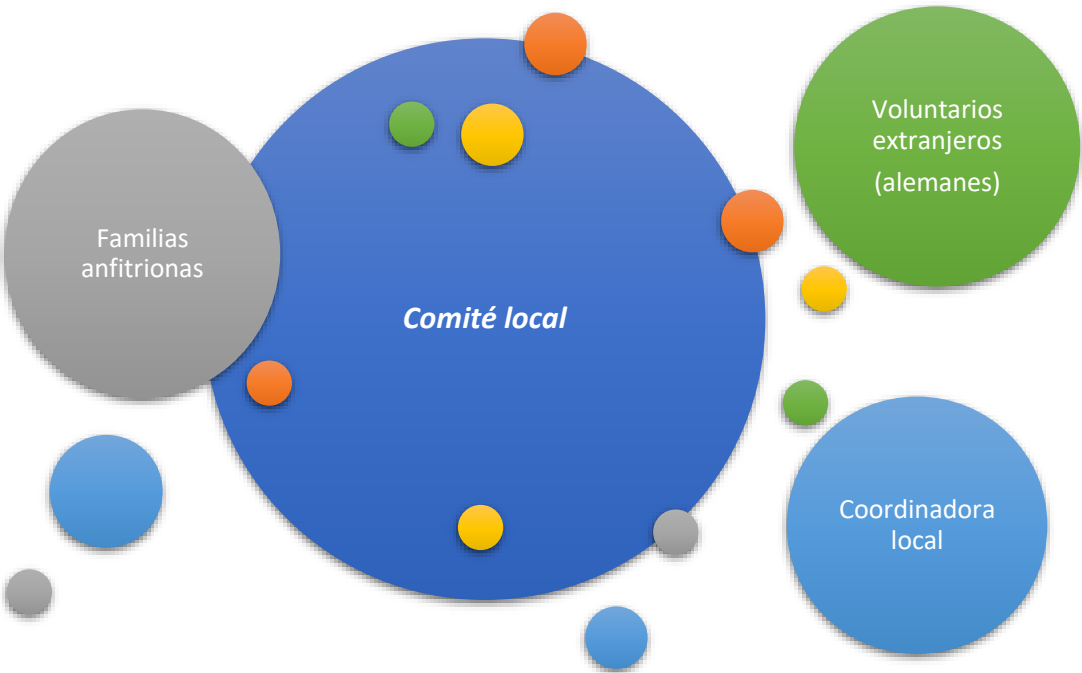 Familias
anfitrionas
Comité local
Voluntarios
extranjeros
(alemanes)
Coordinadora
local